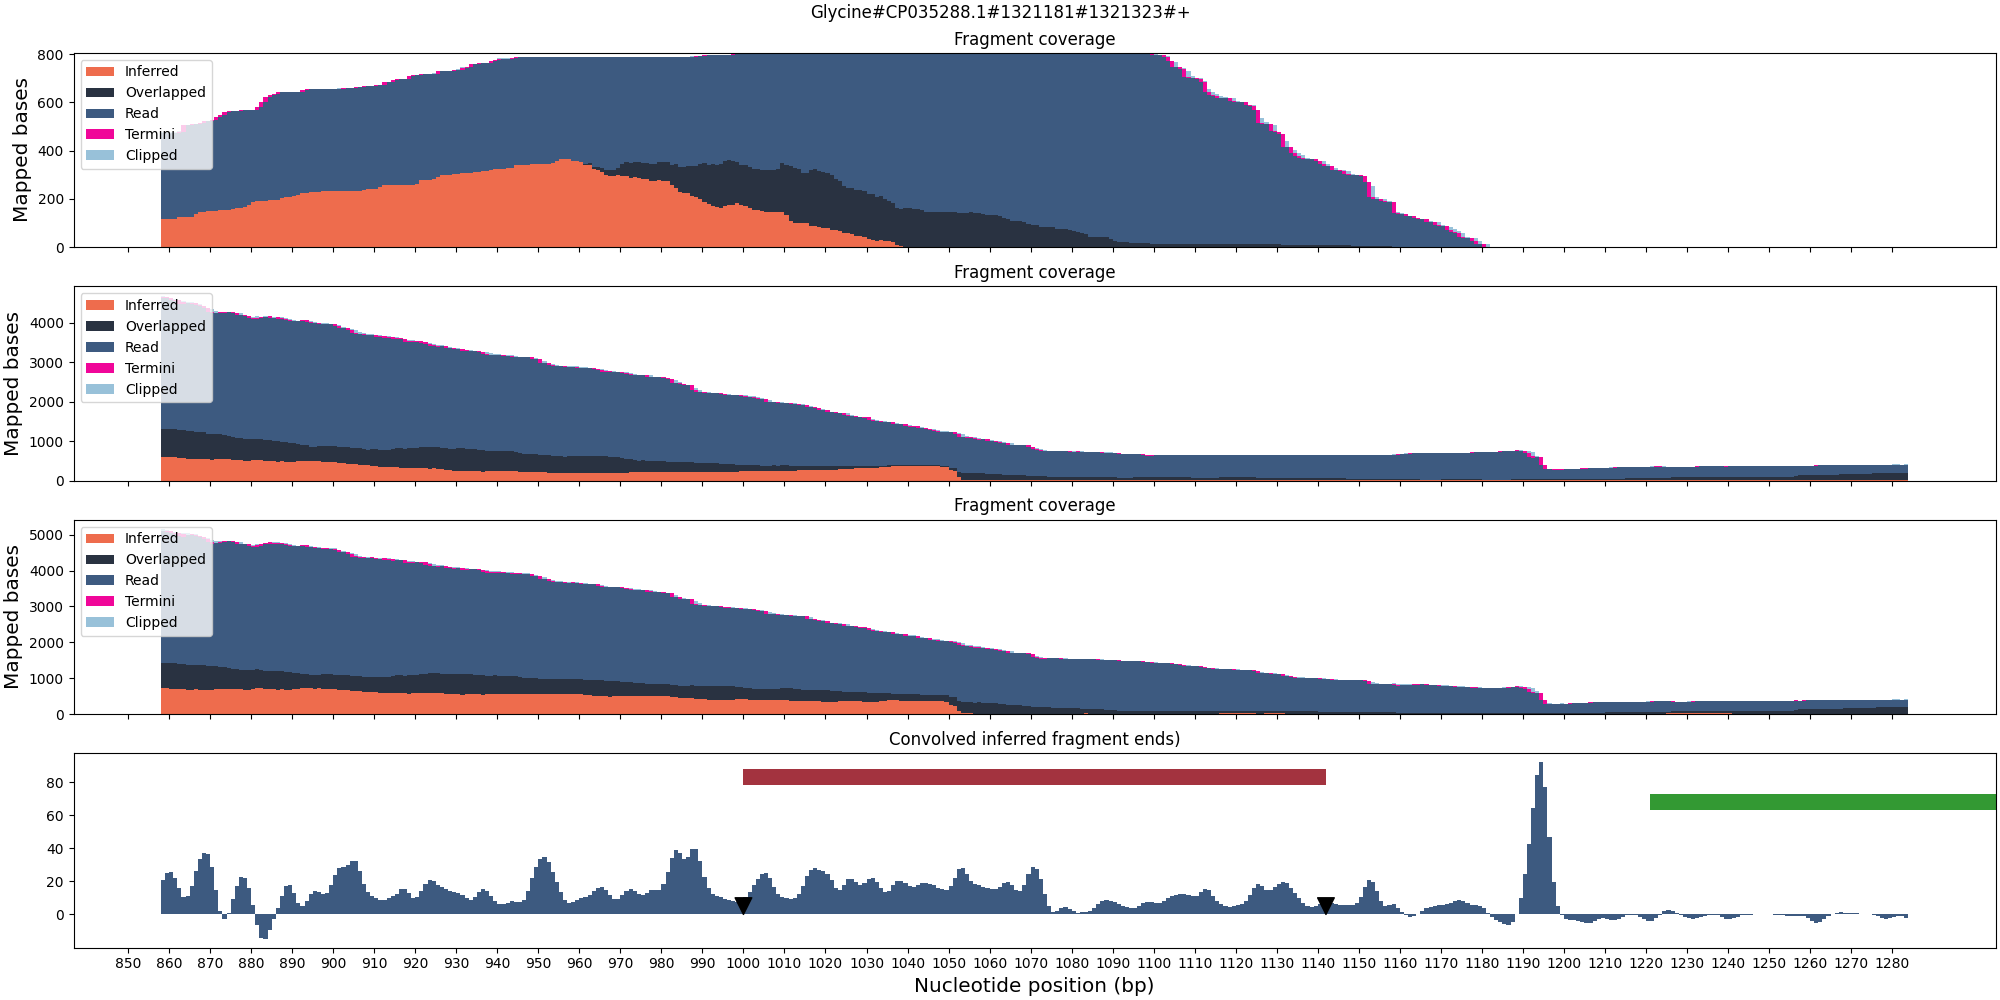 Glycine#CP035288.1#1321181#1321323#+
Fragment coverage
Mapped bases
800
600
400
200
0
Inferred
Overlapped
Read
Termini
Clipped
Fragment coverage
Mapped bases
4000
3000
2000
1000
0
Inferred
Overlapped
Read
Termini
Clipped
Fragment coverage
Mapped bases
5000
4000
3000
2000
1000
0
Inferred
Overlapped
Read
Termini
Clipped
Convolved inferred fragment ends)
80
60
40
20
0
850 860 870 880 890 900 910 920 930 940 950 960 970 980 990 1000 1010 1020 1030 1040 1050 1060 1070 1080 1090 1100 1110 1120 1130 1140 1150 1160 1170 1180 1190 1200 1210 1220 1230 1240 1250 1260 1270 1280
Nucleotide position (bp)